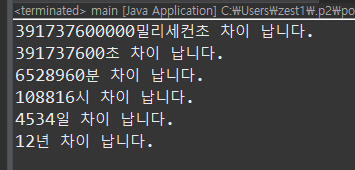 <terminated> main [Java Application] C:₩Users₩zest1₩.p2₩po
391737600000밀리세컨초 차이 납니다.
391737600초 차이 납니다.
6528960분 차이 납니다.
108816시 차이 납니다.
4534일 차이 납니다.
12년 차이 납니다.